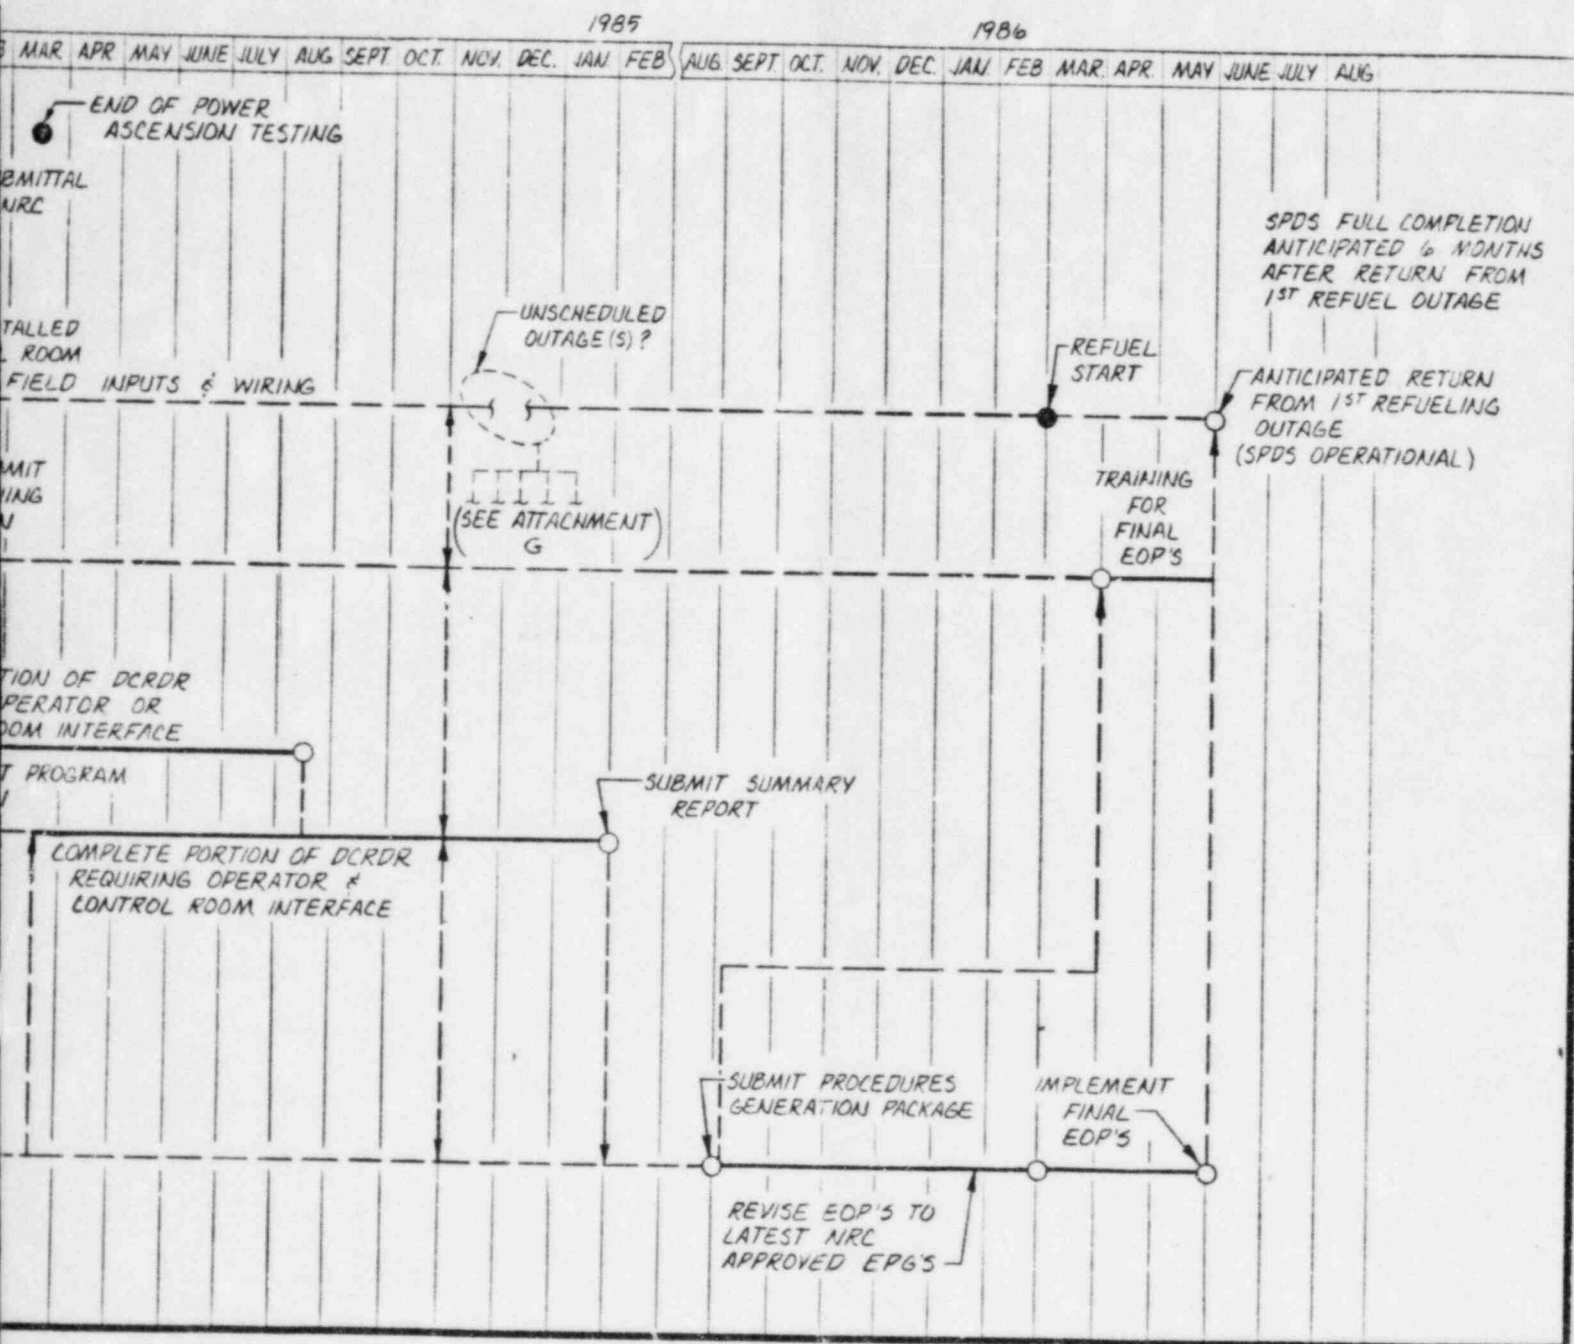 1985
1986
MAR APR MAY JUNE JULY AUG SEPT OCT. NOV. DEC. JAN FEB AUG SEPT OCT. NOV. DEC. JAN. FEB MAR. APR. MAY JUNE JULY AUG
END OF POWER
ASCENSION TESTING
BMITTAL
NRC
SPDS FULL COMPLETION
ANTICIPATED 6 MONTHS
AFTER RETURN FROM
1ST REFUEL OUTAGE
UNSCHEDULED
OUTAGE(S)?
TALLED
L ROOM
FIELD INPUTS & WIRING
REFUEL
START
ANTICIPATED RETURN
FROM 1ST REFUELING
OUTAGE
(SPDS OPERATIONAL)
MIT
ING
N
(SEE ATTACHMENT
G)
TRAINING
FOR
FINAL
EOP'S
TION OF DCRDR
PERATOR OR
OOM INTERFACE
T PROGRAM
SUBMIT SUMMARY
REPORT
COMPLETE PORTION OF DCRDR
REQUIRING OPERATOR &
CONTROL ROOM INTERFACE
SUBMIT PROCEDURES
GENERATION PACKAGE
IMPLEMENT
FINAL
EOP'S
REVISE EOP'S TO
LATEST NRC
APPROVED EPG'S